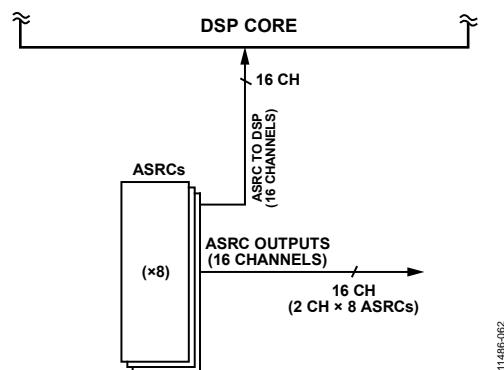 DSP CORE
16 CH
ASRC TO DSP
(16 CHANNELS)
ASRCs
(×8)
ASRC OUTPUTS
(16 CHANNELS)
16 CH
(2 CH × 8 ASRCs)
11486-062